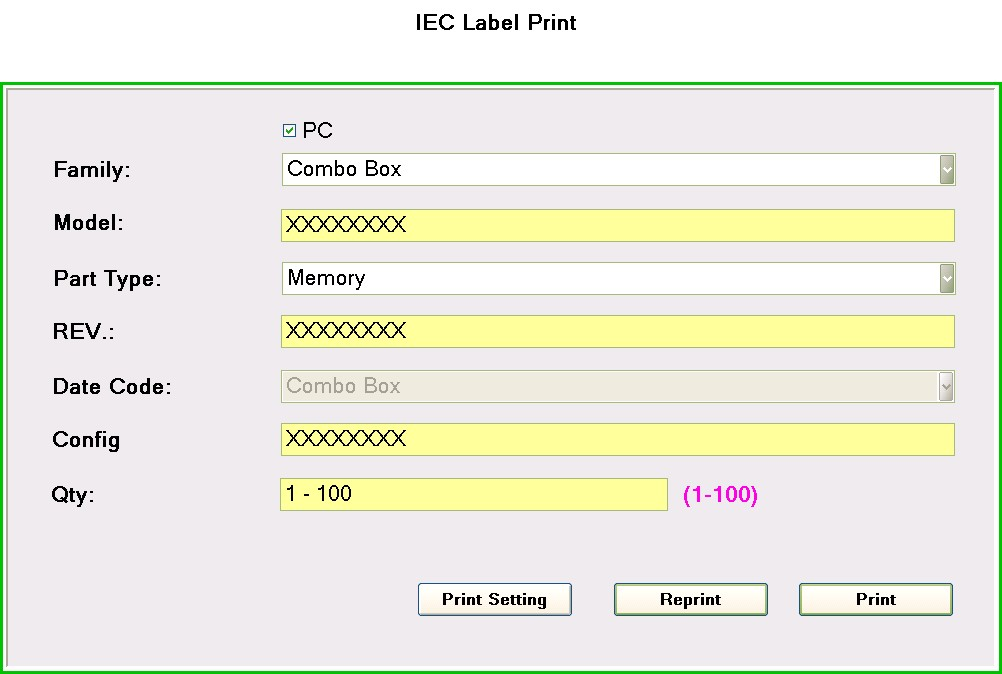 IEC Label Print
PC
Family: Combo Box
Model: XXXXXXXX
Part Type: Memory
REV.: XXXXXXXX
Date Code: Combo Box
Config XXXXXXXX
Qty: 1 - 100 (1-100)
Print Setting Reprint Print